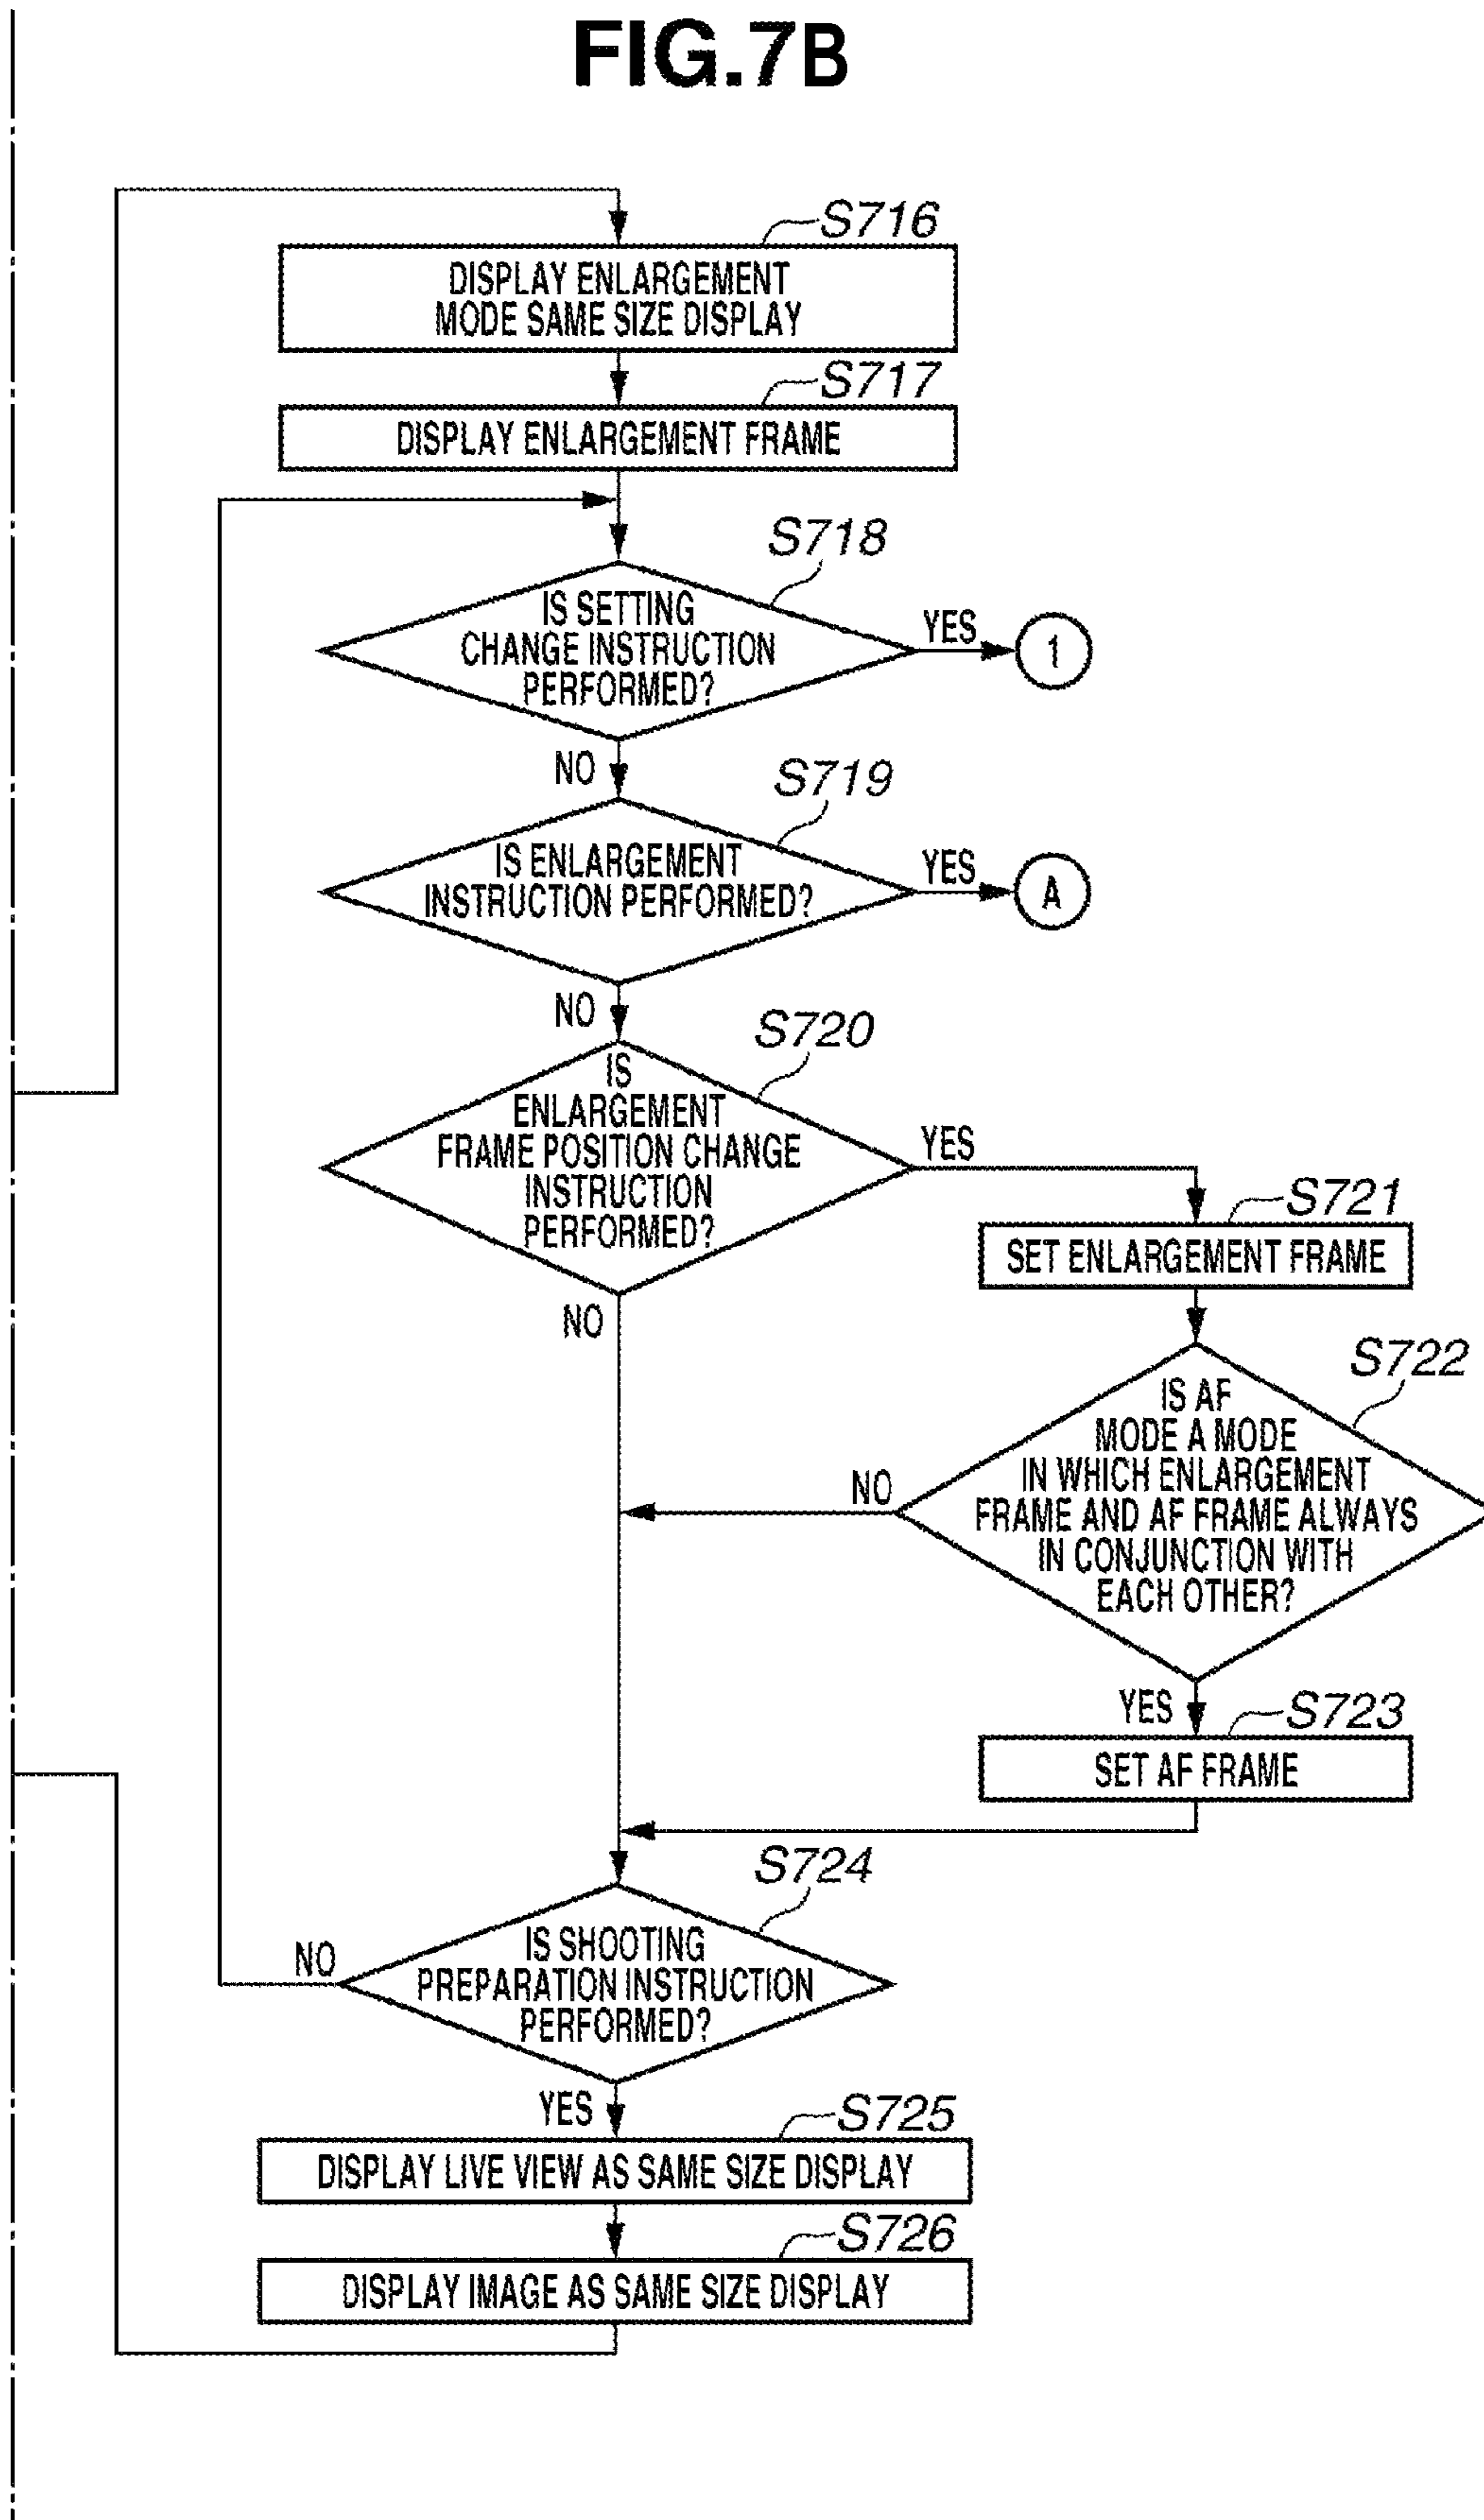 FIG.7B
S716
DISPLAY ENLARGEMENT
MODE SAME SIZE DISPLAY
S717
DISPLAY ENLARGEMENT FRAME
S718
IS SETTING
CHANGE INSTRUCTION
PERFORMED?
YES
1
NO
S719
IS ENLARGEMENT
INSTRUCTION PERFORMED?
YES
A
NO
S720
IS
ENLARGEMENT
FRAME POSITION CHANGE
INSTRUCTION
PERFORMED?
YES
NO
S721
SET ENLARGEMENT FRAME
S722
IS AF
MODE A MODE
IN WHICH ENLARGEMENT
FRAME AND AF FRAME ALWAYS
IN CONJUNCTION WITH
EACH OTHER?
NO
YES
S723
SET AF FRAME
S724
IS SHOOTING
PREPARATION INSTRUCTION
PERFORMED?
NO
YES
S725
DISPLAY LIVE VIEW AS SAME SIZE DISPLAY
S726
DISPLAY IMAGE AS SAME SIZE DISPLAY